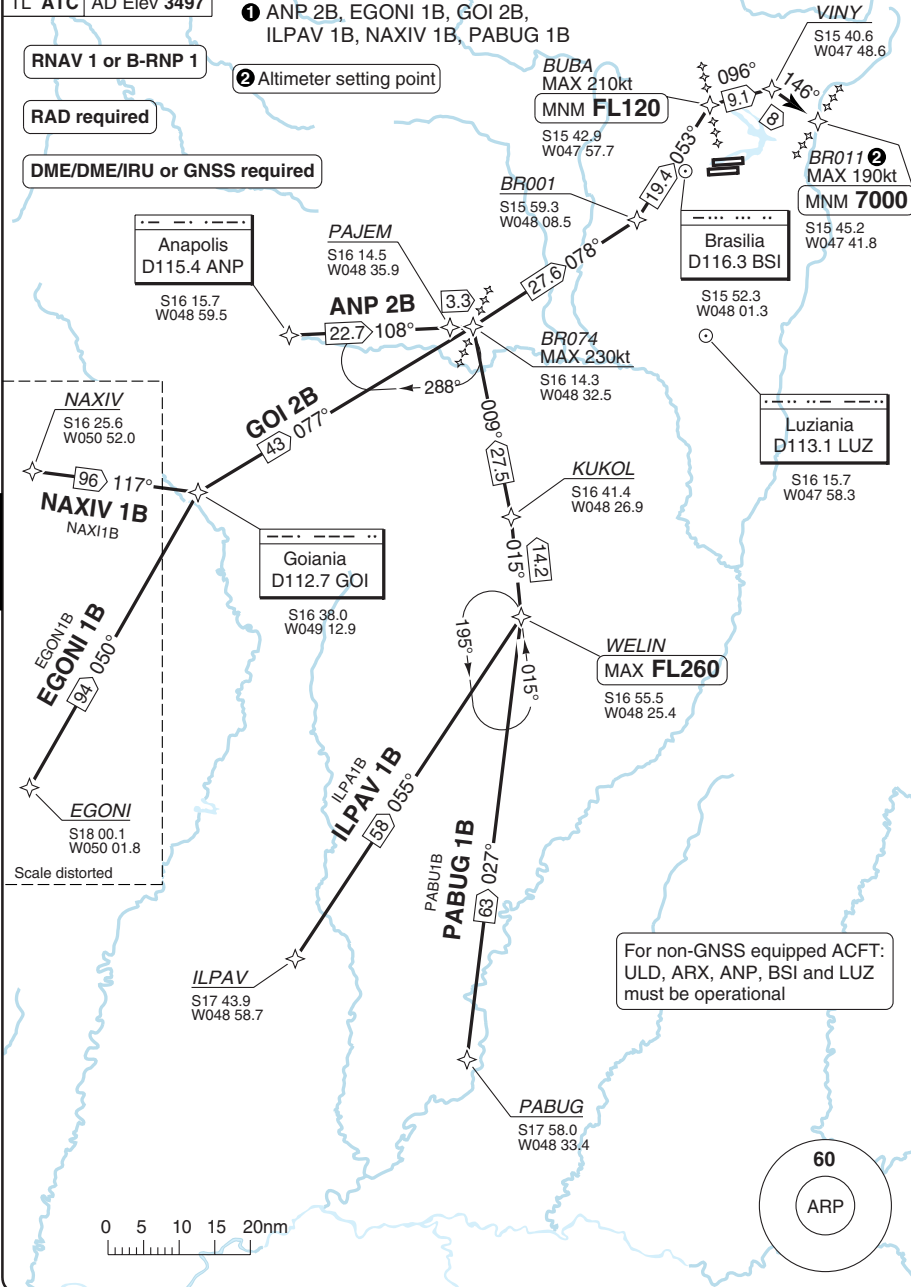 TL ATC AD Elev 3497
❶ ANP 2B, EGONI 1B, GOI 2B,
ILPAV 1B, NAXIV 1B, PABUG 1B
❷ Altimeter setting point
RNAV 1 or B-RNP 1
RAD required
DME/DME/IRU or GNSS required
VINY
S15 40.6
W047 48.6
BUBA
MAX 210kt
MNM FL120
S15 42.9
W047 57.7
096°
9.1
146°
8
BR011 ❷
MAX 190kt
MNM 7000
S15 45.2
W047 41.8
053°
19.4
BR001
S15 59.3
W048 08.5
Brasilia
D116.3 BSI
S15 52.3
W048 01.3
Anapolis
D115.4 ANP
S16 15.7
W048 59.5
PAJEM
S16 14.5
W048 35.9
ANP 2B
22.7 108°
3.3
27.6 078°
BR074
MAX 230kt
S16 14.3
W048 32.5
288°
GOI 2B
43 077°
Luziania
D113.1 LUZ
S16 15.7
W047 58.3
NAXIV
S16 25.6
W050 52.0
96 117°
NAXIV 1B
NAXI1B
009°
27.5
KUKOL
S16 41.4
W048 26.9
Goiania
D112.7 GOI
S16 38.0
W049 12.9
015°
14.2
EGON1B
EGONI 1B
94 050°
195°
015°
WELIN
MAX FL260
S16 55.5
W048 25.4
EGONI
S18 00.1
W050 01.8
Scale distorted
ILPA1B
ILPAV 1B
58 055°
PABU1B
PABUG 1B
63 027°
ILPAV
S17 43.9
W048 58.7
For non-GNSS equipped ACFT:
ULD, ARX, ANP, BSI and LUZ
must be operational
PABUG
S17 58.0
W048 33.4
60
ARP
0 5 10 15 20nm